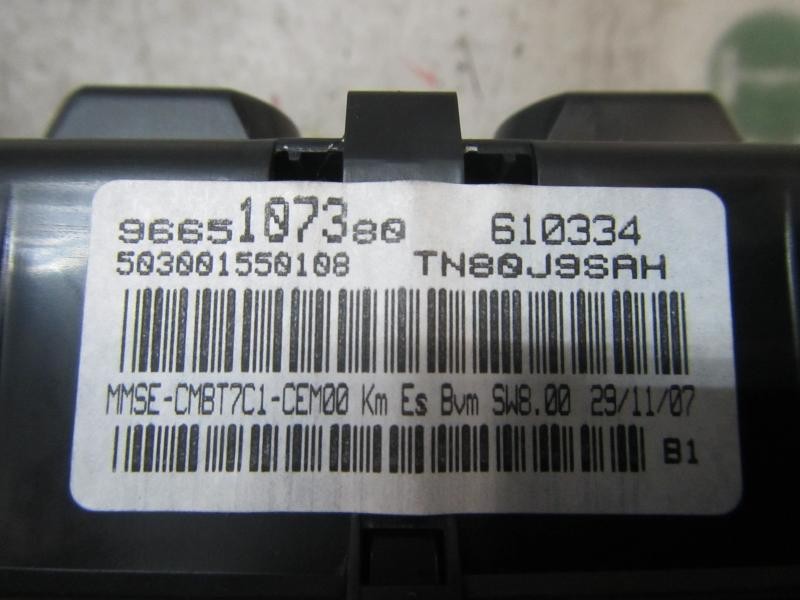 9665107380 610334
503001550108 TN80J9SAH
MMSE-CMBT7C1-CEM00 Km Es Bvm SW8.00 29/11/07
B1